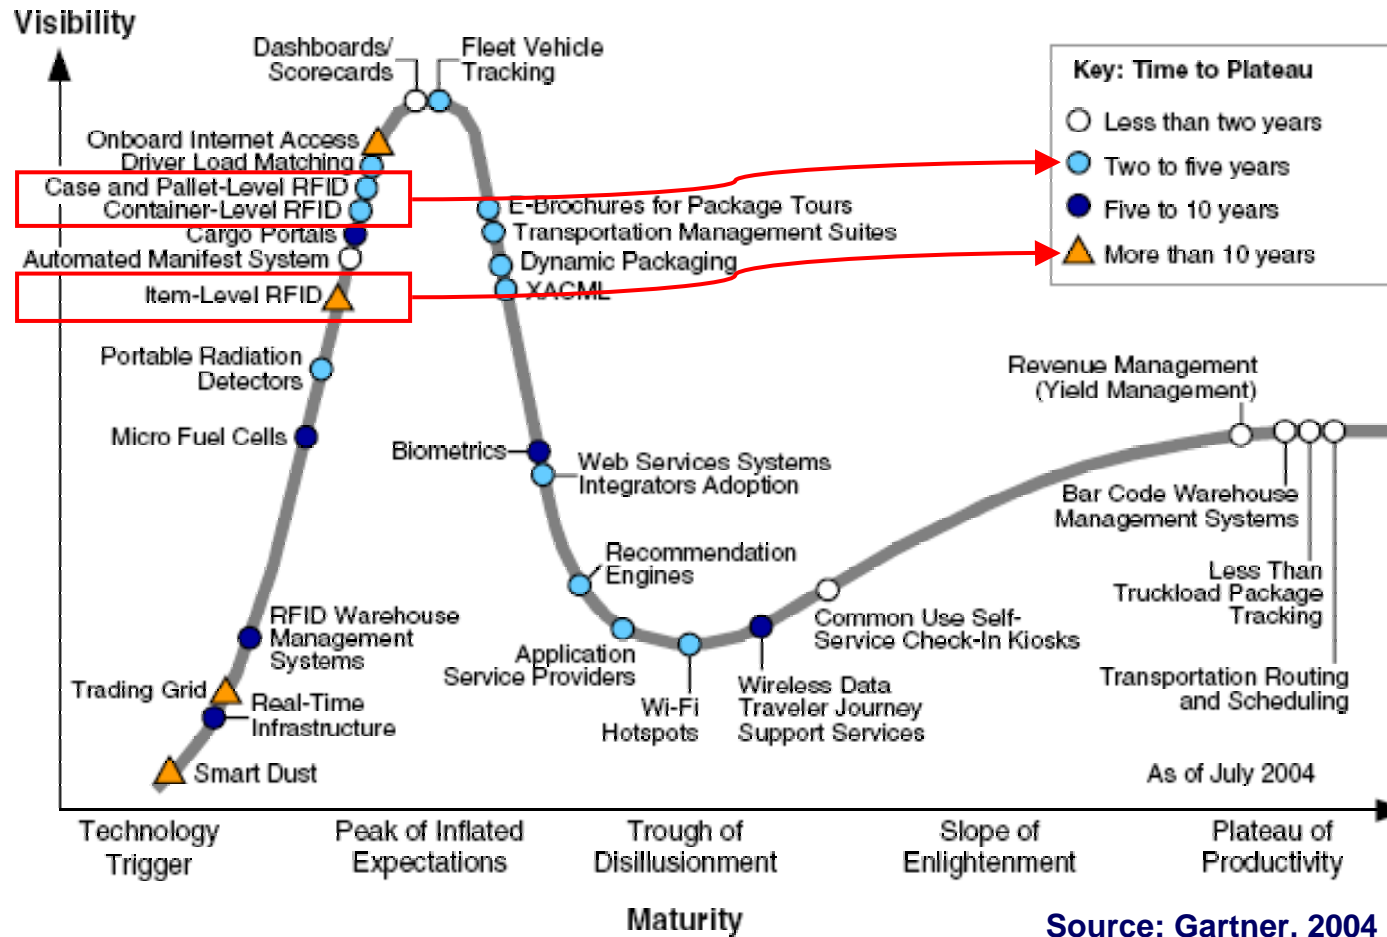 Visibility
Dashboards/
Scorecards
Fleet Vehicle
Tracking
Key: Time to Plateau
Less than two years
Two to five years
Five to 10 years
More than 10 years
Onboard Internet Access
Driver Load Matching
Case and Pallet-Level RFID
Container-Level RFID
Cargo Portals
Automated Manifest System
Item-Level RFID
Portable Radiation
Detectors
Micro Fuel Cells
RFID Warehouse
Management
Systems
Trading Grid
Real-Time
Infrastructure
Smart Dust
E-Brochures for Package Tours
Transportation Management Suites
Dynamic Packaging
XACML
Biometrics
Web Services Systems
Integrators Adoption
Recommendation
Engines
Application
Service Providers
Wi-Fi
Hotspots
Wireless Data
Traveler Journey
Support Services
Common Use Self-
Service Check-In Kiosks
Revenue Management
(Yield Management)
Bar Code Warehouse
Management Systems
Less Than
Truckload Package
Tracking
Transportation Routing
and Scheduling
As of July 2004
Technology
Trigger
Peak of Inflated
Expectations
Trough of
Disillusionment
Slope of
Enlightenment
Plateau of
Productivity
Maturity
Source: Gartner, 2004